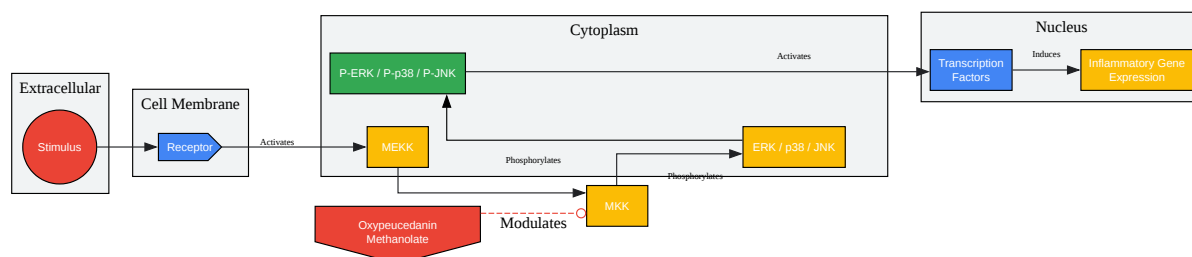 Extracellular
Stimulus
Cell Membrane
Receptor
Activates
Cytoplasm
P-ERK / P-p38 / P-JNK
MEKK
Phosphorylates
ERK / p38 / JNK
Phosphorylates
MKK
Oxypeucedanin
Methanolate
Modulates
Activates
Nucleus
Transcription
Factors
Induces
Inflammatory Gene
Expression